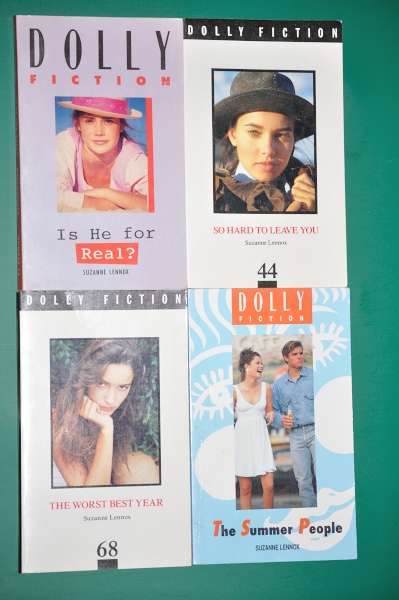 DOLLY
FICTION
Is He for
Real?
SUZANNE LENNOX
DOLLY FICTION
SO HARD TO LEAVE YOU
Suzanne Lennox
44
DOLLY FICTION
THE WORST BEST YEAR
Suzanne Lennox
68
DOLLY
FICTION
The Summer People
SUZANNE LENNOX